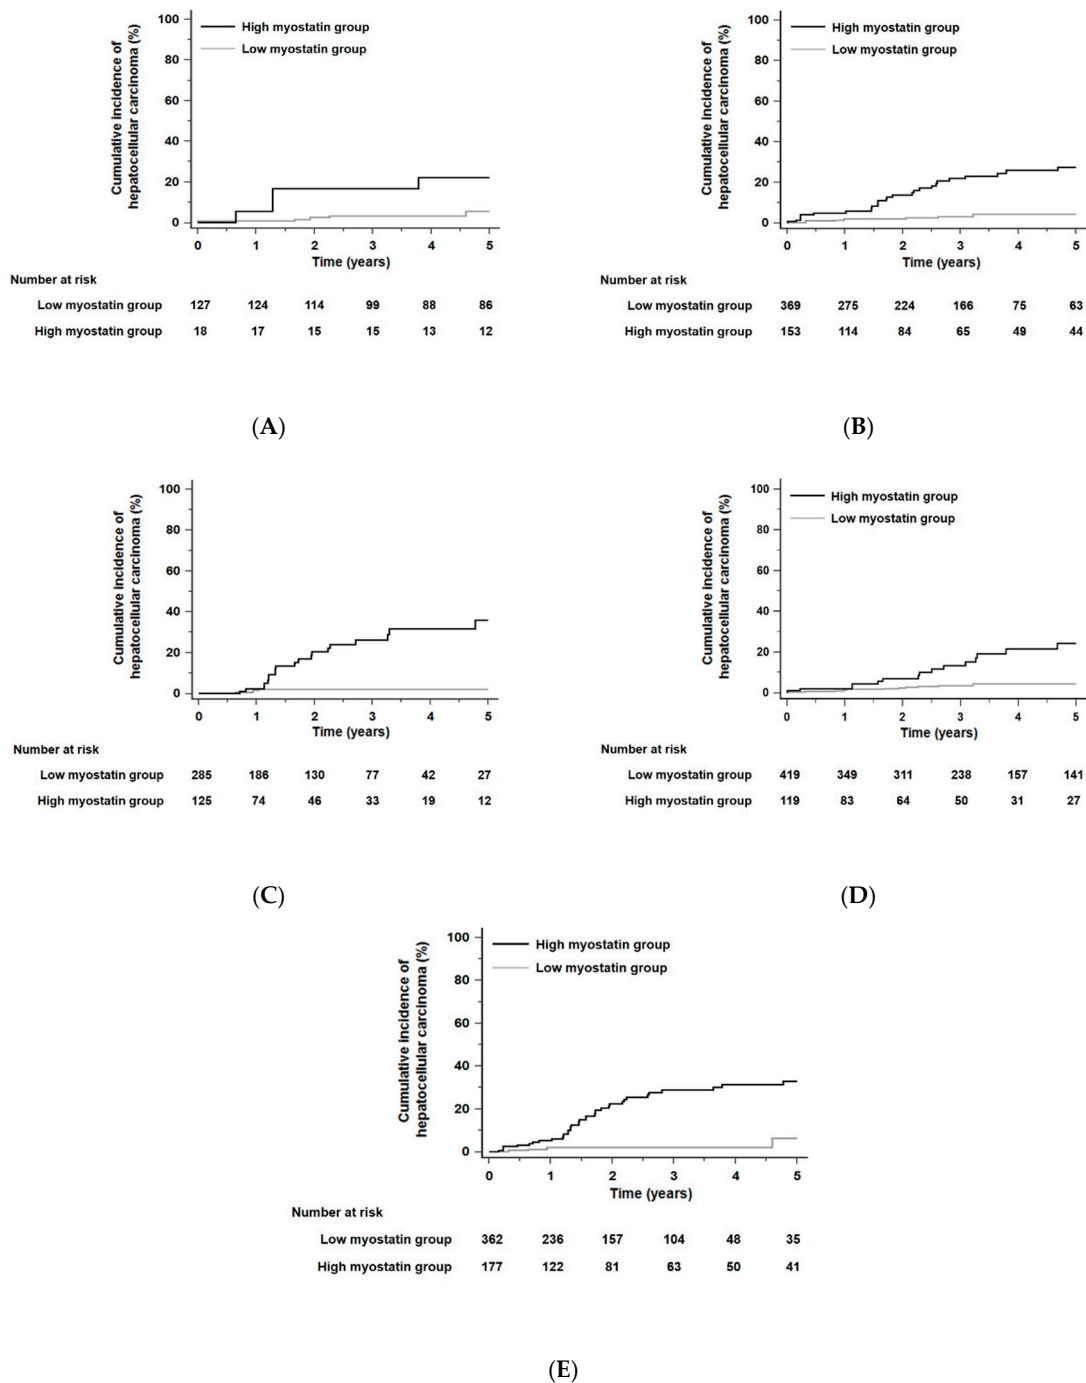 Cumulative incidence of
hepatocellular carcinoma (%)
100
80
60
40
20
0
High myostatin group
Low myostatin group
0 1 2 3 4 5
Time (years)
Number at risk
Low myostatin group 127 124 114 99 88 86
High myostatin group 18 17 15 15 13 12
(A)
Cumulative incidence of
hepatocellular carcinoma (%)
100
80
60
40
20
0
High myostatin group
Low myostatin group
0 1 2 3 4 5
Time (years)
Number at risk
Low myostatin group 369 275 224 166 75 63
High myostatin group 153 114 84 65 49 44
(B)
Cumulative incidence of
hepatocellular carcinoma (%)
100
80
60
40
20
0
0 1 2 3 4 5
Time (years)
Number at risk
Low myostatin group 285 186 130 77 42 27
High myostatin group 125 74 46 33 19 12
(C)
Cumulative incidence of
hepatocellular carcinoma (%)
100
80
60
40
20
0
High myostatin group
Low myostatin group
0 1 2 3 4 5
Time (years)
Number at risk
Low myostatin group 419 349 311 238 157 141
High myostatin group 119 83 64 50 31 27
(D)
Cumulative incidence of
hepatocellular carcinoma (%)
100
80
60
40
20
0
High myostatin group
Low myostatin group
0 1 2 3 4 5
Time (years)
Number at risk
Low myostatin group 362 236 157 104 48 35
High myostatin group 177 122 81 63 50 41
(E)